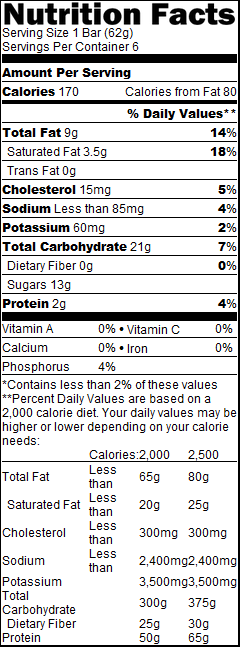 Nutrition Facts
Serving Size 1 Bar (62g)
Servings Per Container 6
Amount Per Serving
Calories 170 Calories from Fat 80
% Daily Values**
Total Fat 9g 14%
Saturated Fat 3.5g 18%
Trans Fat 0g
Cholesterol 15mg 5%
Sodium Less than 85mg 4%
Potassium 60mg 2%
Total Carbohydrate 21g 7%
Dietary Fiber 0g 0%
Sugars 13g
Protein 2g 4%
Vitamin A 0% • Vitamin C 0%
Calcium 0% • Iron 0%
Phosphorus 4%
*Contains less than 2% of these values
**Percent Daily Values are based on a
2,000 calorie diet. Your daily values may be
higher or lower depending on your calorie
needs:
Calories: 2,000 2,500
Total Fat Less than 65g 80g
Saturated Fat Less than 20g 25g
Cholesterol Less than 300mg 300mg
Sodium Less than 2,400mg 2,400mg
Potassium 3,500mg 3,500mg
Total Carbohydrate 300g 375g
Dietary Fiber 25g 30g
Protein 50g 65g